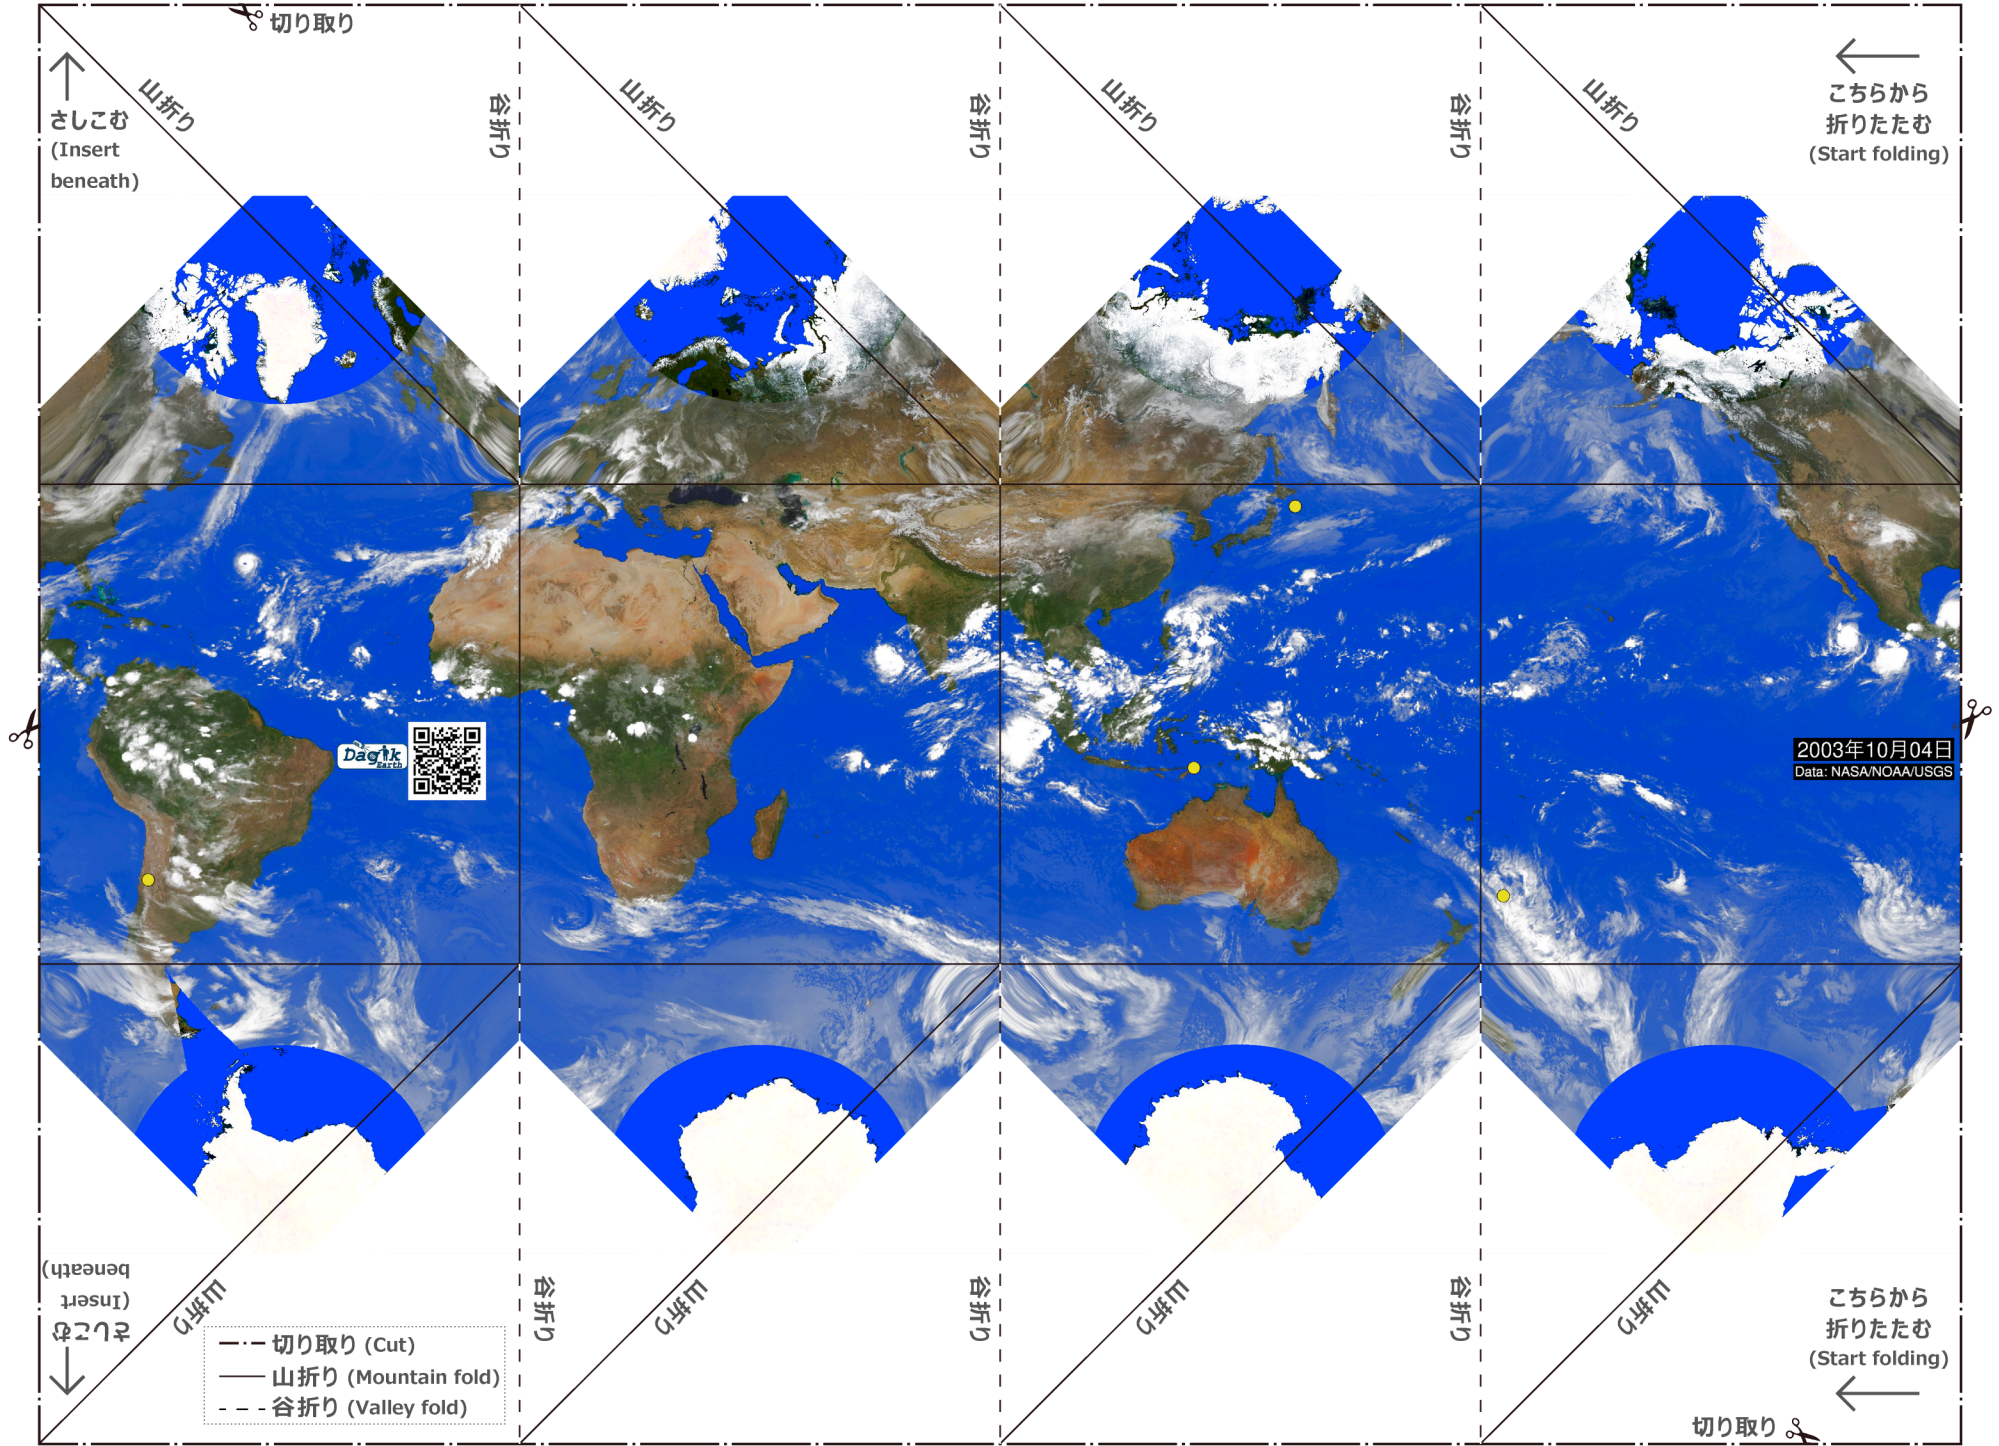 切り取り
さしこむ
(Insert
beneath)
山折り
谷折り
山折り
谷折り
山折り
谷折り
山折り
こちらから
折りたたむ
(Start folding)
Dagik
Earth
2003年10月04日
Data: NASA/NOAA/USGS
さしこむ
(Insert
beneath)
山折り
谷折り
山折り
谷折り
山折り
谷折り
山折り
こちらから
折りたたむ
(Start folding)
切り取り (Cut)
山折り (Mountain fold)
谷折り (Valley fold)
切り取り